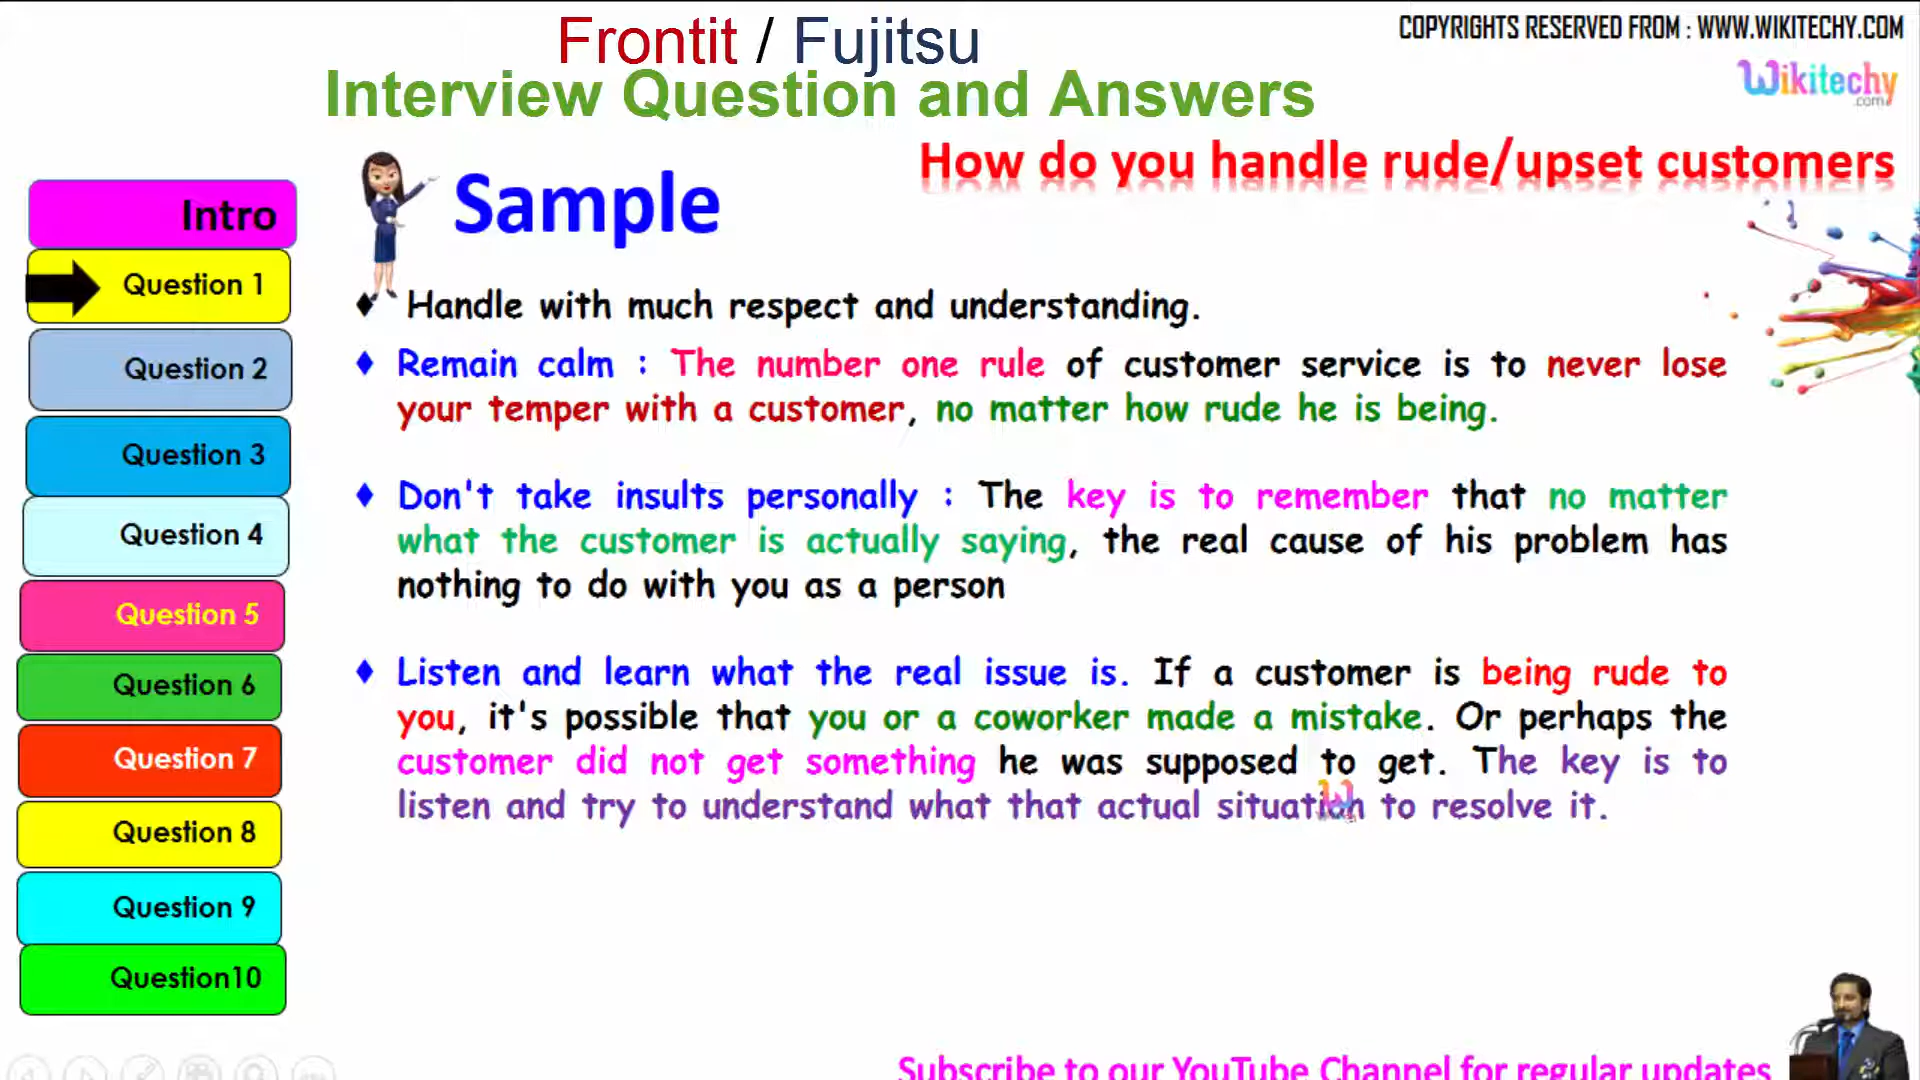 COPYRIGHTS RESERVED FROM : WWW.WIKITECHY.COM
Frontit / Fujitsu
Interview Question and Answers
Wikitechy
.com
How do you handle rude/upset customers
Sample
Intro
Question 1
Question 2
Question 3
Question 4
Question 5
Question 6
Question 7
Question 8
Question 9
Question10
Handle with much respect and understanding.
Remain calm : The number one rule of customer service is to never lose
your temper with a customer, no matter how rude he is being.
Don't take insults personally : The key is to remember that no matter
what the customer is actually saying, the real cause of his problem has
nothing to do with you as a person
Listen and learn what the real issue is. If a customer is being rude to
you, it's possible that you or a coworker made a mistake. Or perhaps the
customer did not get something he was supposed to get. The key is to
listen and try to understand what that actual situation to resolve it.
Subscribe to our YouTube Channel for regular updates